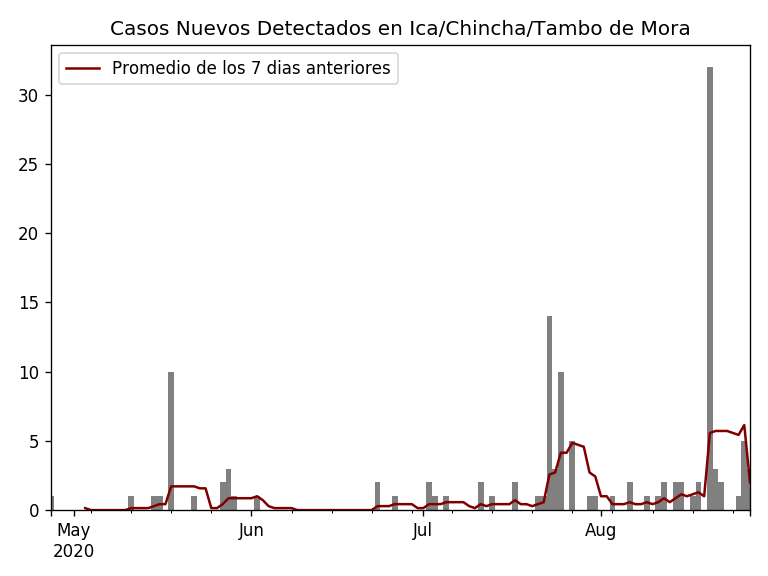 Casos Nuevos Detectados en Ica/Chincha/Tambo de Mora
Promedio de los 7 dias anteriores
30
25
20
15
10
5
0
May Jun Jul Aug
2020